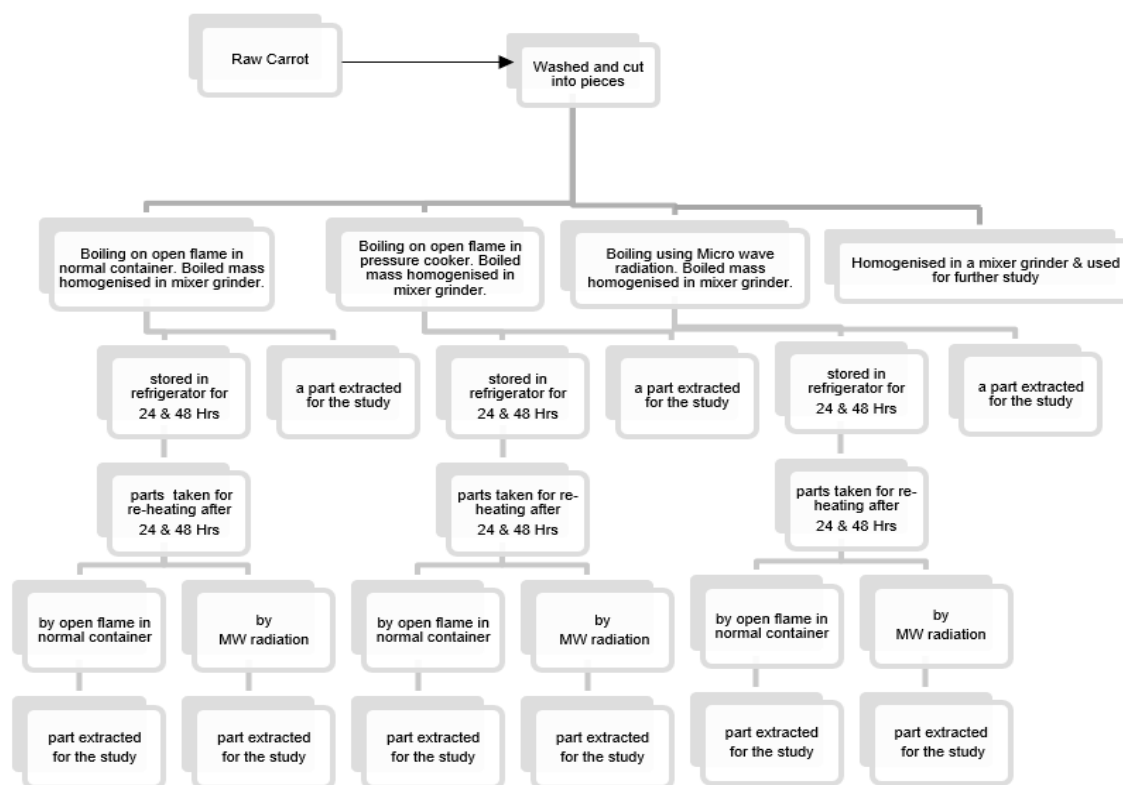 Raw Carrot
Washed and cut
into pieces
Boiling on open flame in
normal container. Boiled mass
homogenised in mixer grinder.
Boiling on open flame in
pressure cooker. Boiled
mass homogenised in
mixer grinder.
Boiling using Micro wave
radiation. Boiled mass
homogenised in mixer grinder.
Homogenised in a mixer grinder & used
for further study
stored in
refrigerator for
24 & 48 Hrs
a part extracted
for the study
stored in
refrigerator for
24 & 48 Hrs
a part extracted
for the study
stored in
refrigerator for
24 & 48 Hrs
a part extracted
for the study
parts taken for
re-heating after
24 & 48 Hrs
parts taken for re-
heating after
24 & 48 Hrs
parts taken for re-
heating after
24 & 48 Hrs
by open flame in
normal container
by
MW radiation
by open flame in
normal container
by
MW radiation
by open flame in
normal container
by
MW radiation
part extracted
for the study
part extracted
for the study
part extracted
for the study
part extracted
for the study
part extracted
for the study
part extracted
for the study